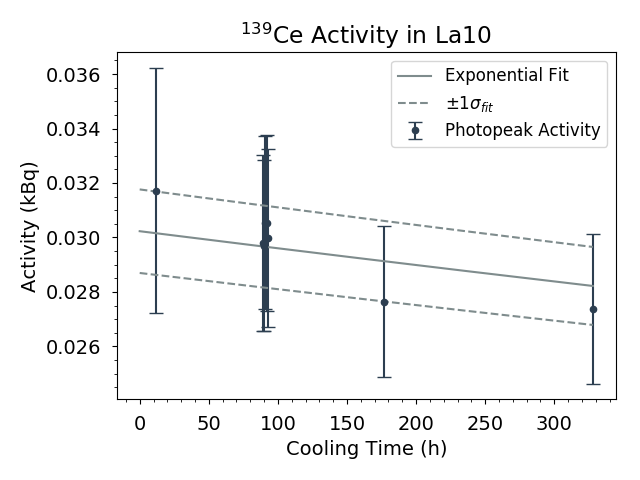 ¹³⁹Ce Activity in La10
Exponential Fit
±1σ_fit
Photopeak Activity
Activity (kBq)
0.036
0.034
0.032
0.030
0.028
0.026
0 50 100 150 200 250 300
Cooling Time (h)